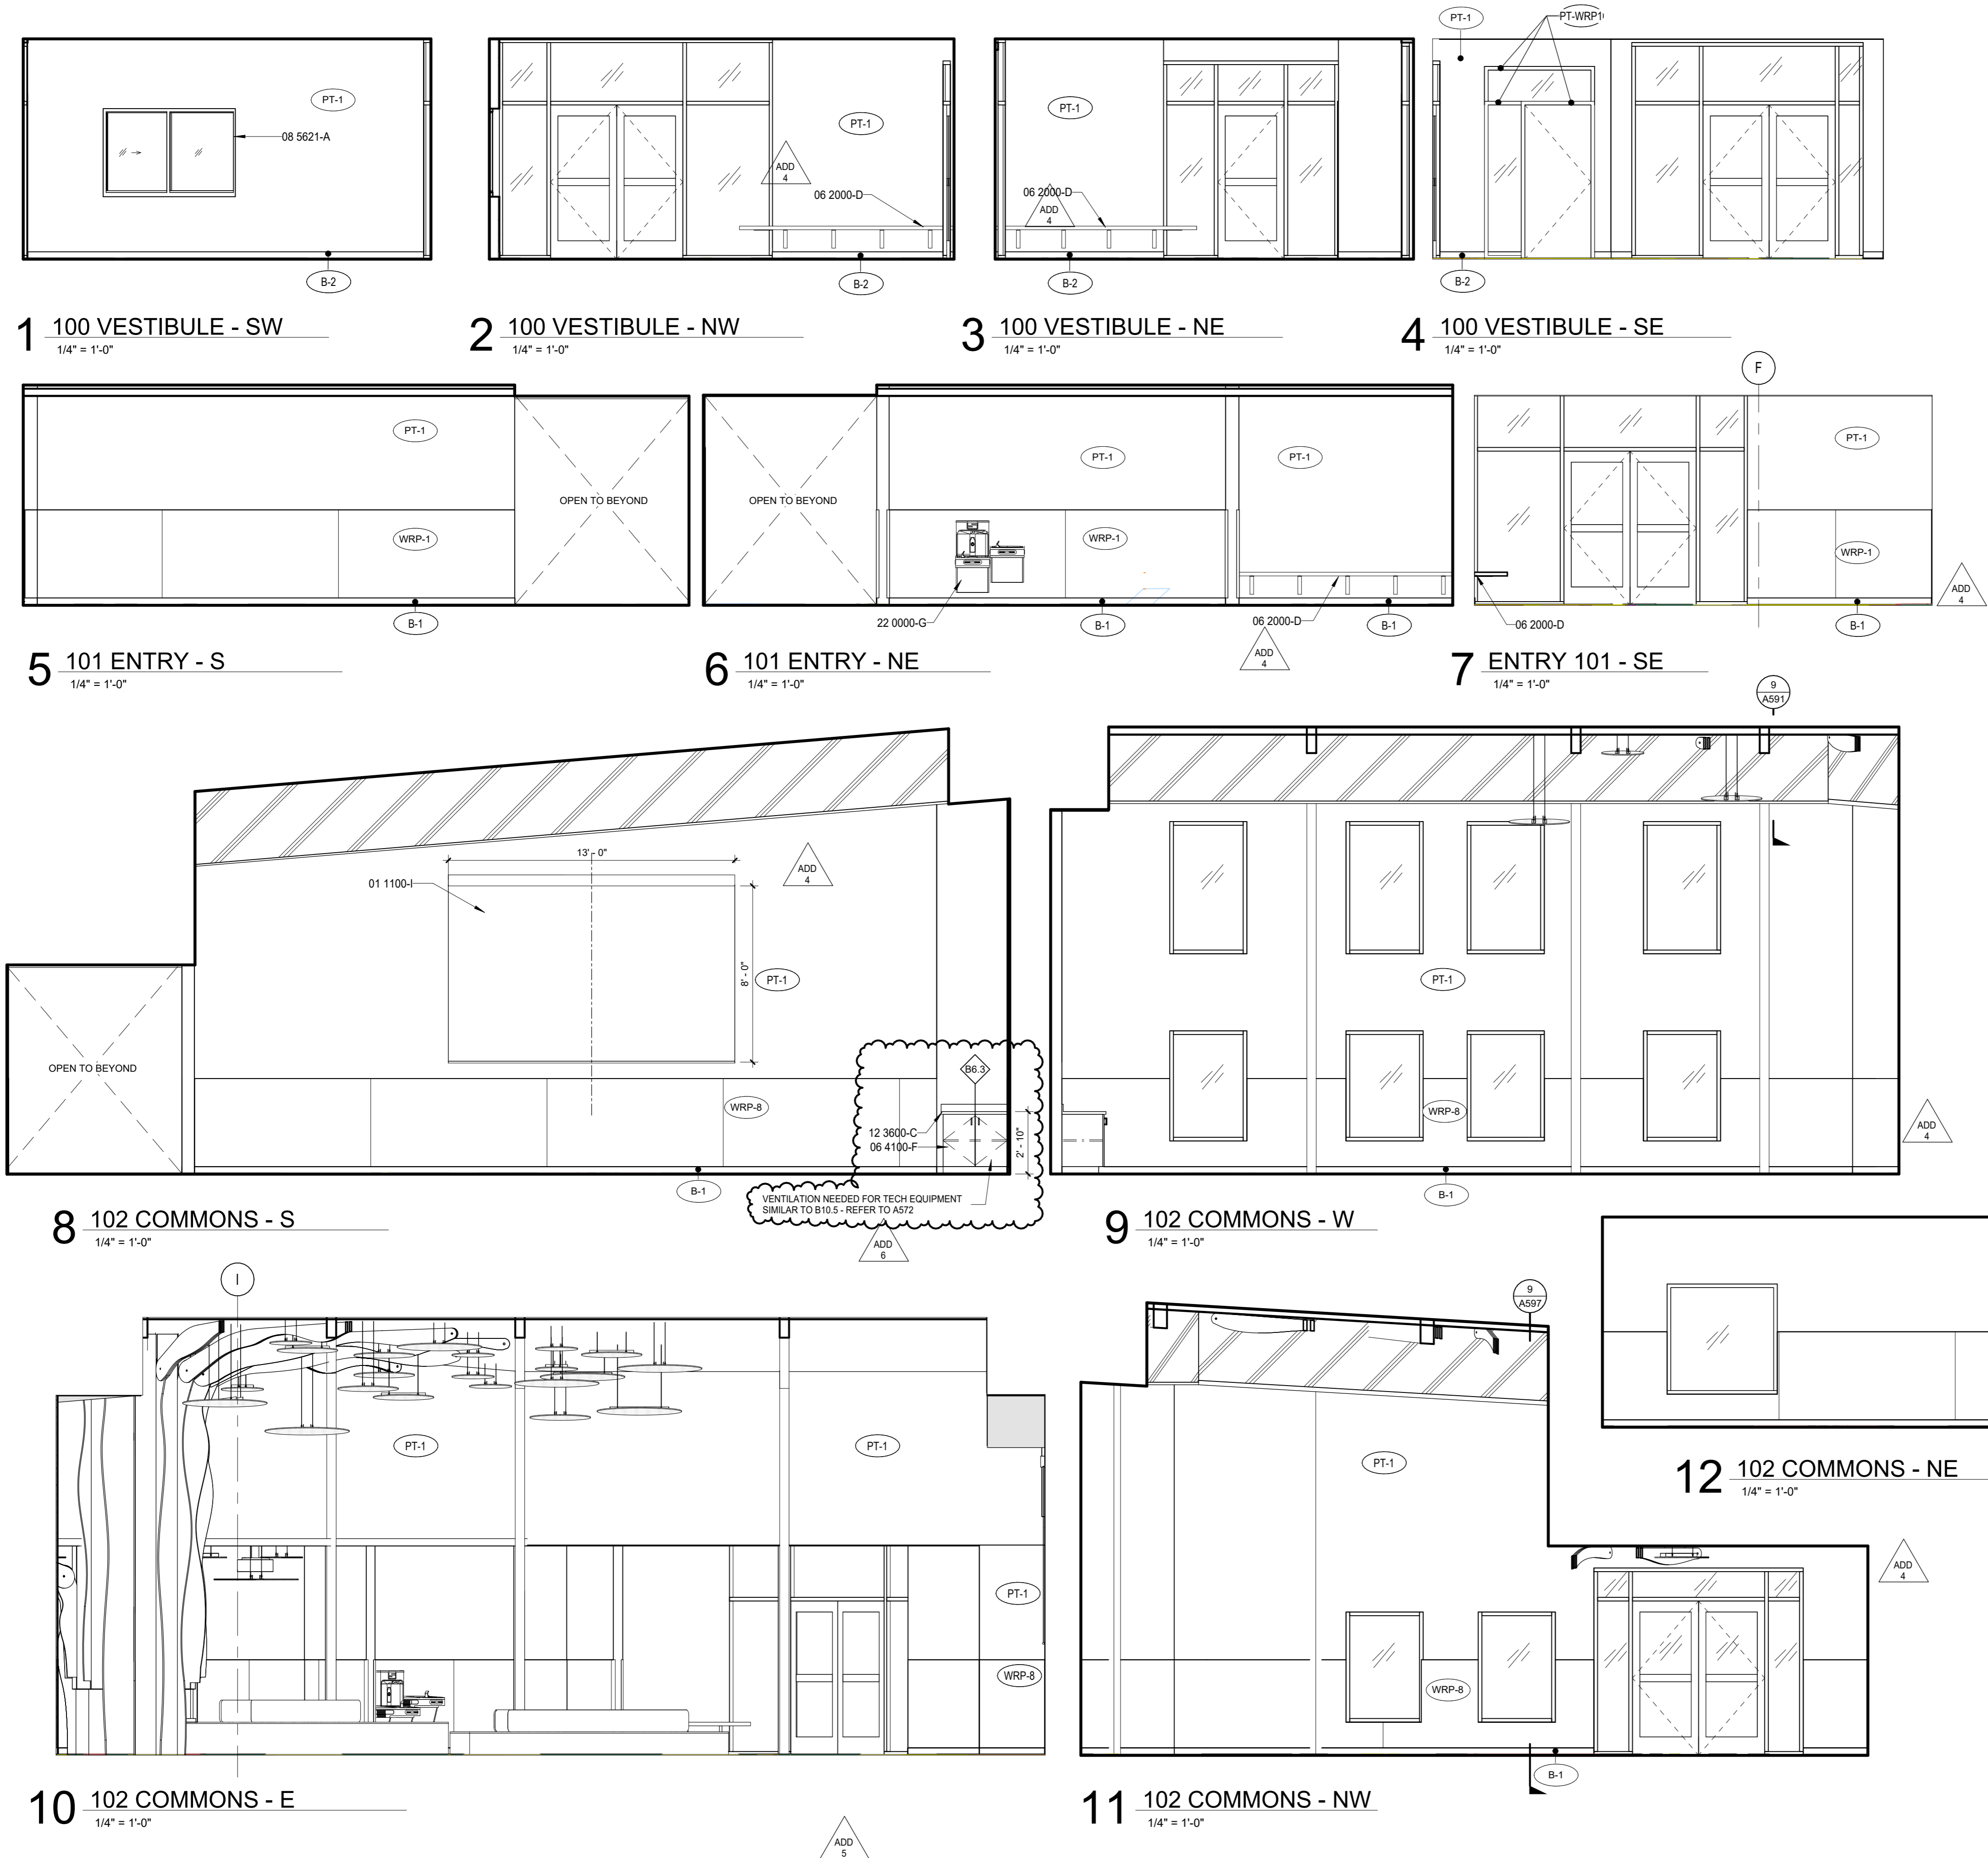 PT-1
08 5621-A
B-2
1 100 VESTIBULE - SW
1/4" = 1'-0"
PT-1
ADD
4
06 2000-D
B-2
2 100 VESTIBULE - NW
1/4" = 1'-0"
PT-1
06 2000-D
ADD
4
B-2
3 100 VESTIBULE - NE
1/4" = 1'-0"
PT-1
PT-WRP1
B-2
4 100 VESTIBULE - SE
1/4" = 1'-0"
PT-1
OPEN TO BEYOND
WRP-1
B-1
5 101 ENTRY - S
1/4" = 1'-0"
OPEN TO BEYOND
PT-1
PT-1
WRP-1
22 0000-G
B-1
06 2000-D
B-1
ADD
4
6 101 ENTRY - NE
1/4" = 1'-0"
F
PT-1
WRP-1
ADD
4
06 2000-D
B-1
7 ENTRY 101 - SE
1/4" = 1'-0"
13' - 0"
ADD
4
01 1100-I
8' - 0"
PT-1
OPEN TO BEYOND
B6.3
WRP-8
12 3600-C
06 4100-F
2' - 10"
B-1
VENTILATION NEEDED FOR TECH EQUIPMENT
SIMILAR TO B10.5 - REFER TO A572
ADD
6
8 102 COMMONS - S
1/4" = 1'-0"
9
A591
PT-1
WRP-8
ADD
4
B-1
9 102 COMMONS - W
1/4" = 1'-0"
I
PT-1
PT-1
PT-1
WRP-8
10 102 COMMONS - E
1/4" = 1'-0"
ADD
5
9
A597
PT-1
WRP-8
ADD
4
B-1
11 102 COMMONS - NW
1/4" = 1'-0"
12 102 COMMONS - NE
1/4" = 1'-0"